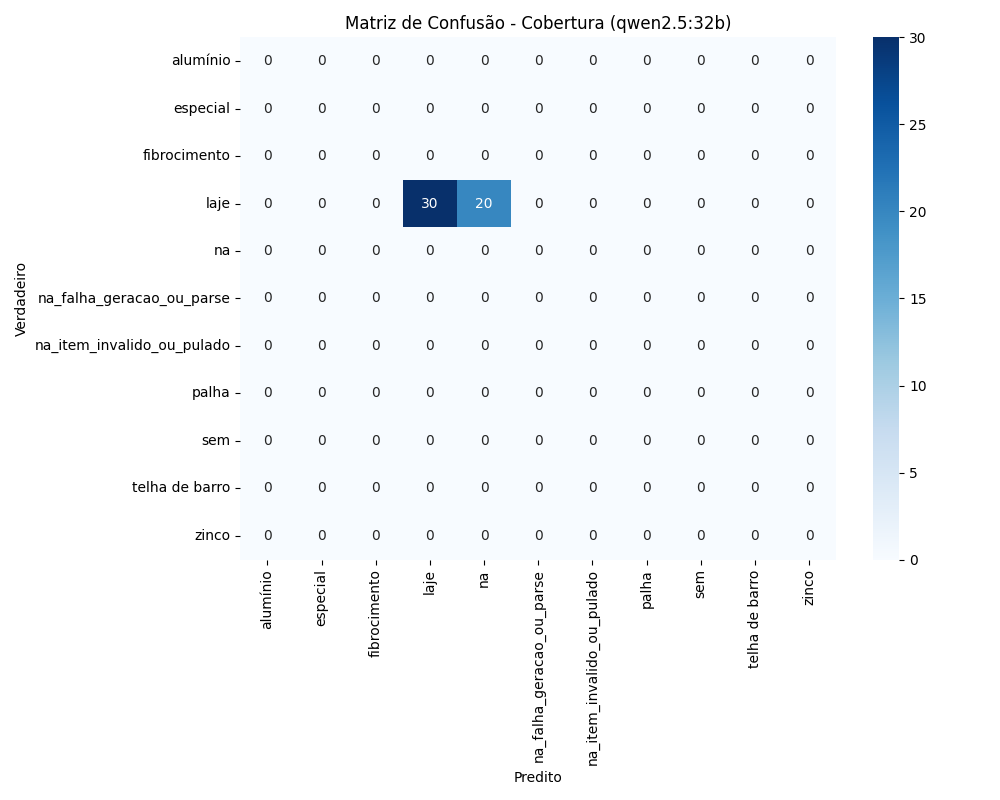 Matriz de Confusão - Cobertura (qwen2.5:32b)
Verdadeiro
alumínio 0 0 0 0 0 0 0 0 0 0 0
especial 0 0 0 0 0 0 0 0 0 0 0
fibrocimento 0 0 0 0 0 0 0 0 0 0 0
laje 0 0 0 30 20 0 0 0 0 0 0
na 0 0 0 0 0 0 0 0 0 0 0
na_falha_geracao_ou_parse 0 0 0 0 0 0 0 0 0 0 0
na_item_invalido_ou_pulado 0 0 0 0 0 0 0 0 0 0 0
palha 0 0 0 0 0 0 0 0 0 0 0
sem 0 0 0 0 0 0 0 0 0 0 0
telha de barro 0 0 0 0 0 0 0 0 0 0 0
zinco 0 0 0 0 0 0 0 0 0 0 0
alumínio
especial
fibrocimento
laje
na
na_falha_geracao_ou_parse
na_item_invalido_ou_pulado
palha
sem
telha de barro
zinco
Predito
30
25
20
15
10
5
0